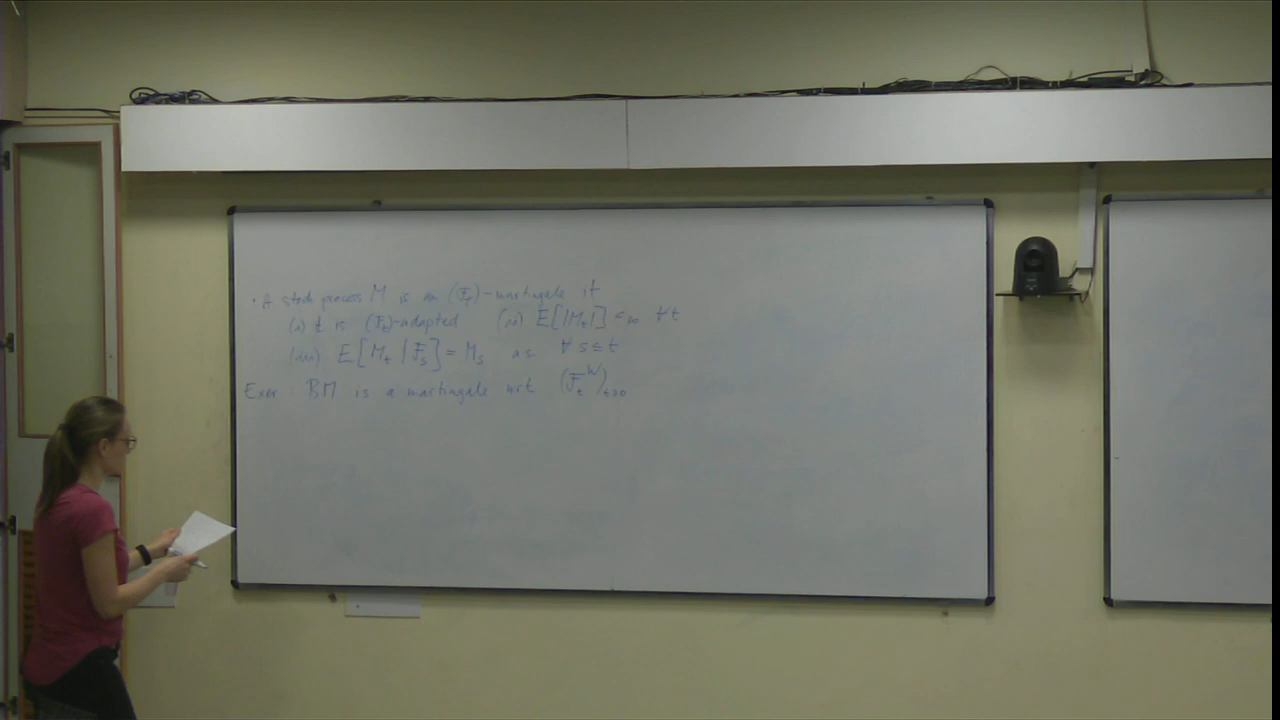 • A stoch process M is an (Ft)-martingale if
(i) t is (Ft)-adapted (ii) E[|Mt|] < ∞ ∀t
(iii) E[Mt | Fs] = Ms as ∀ s ≤ t
Exer : BM is a martingale wrt (Ft^W)t≥0